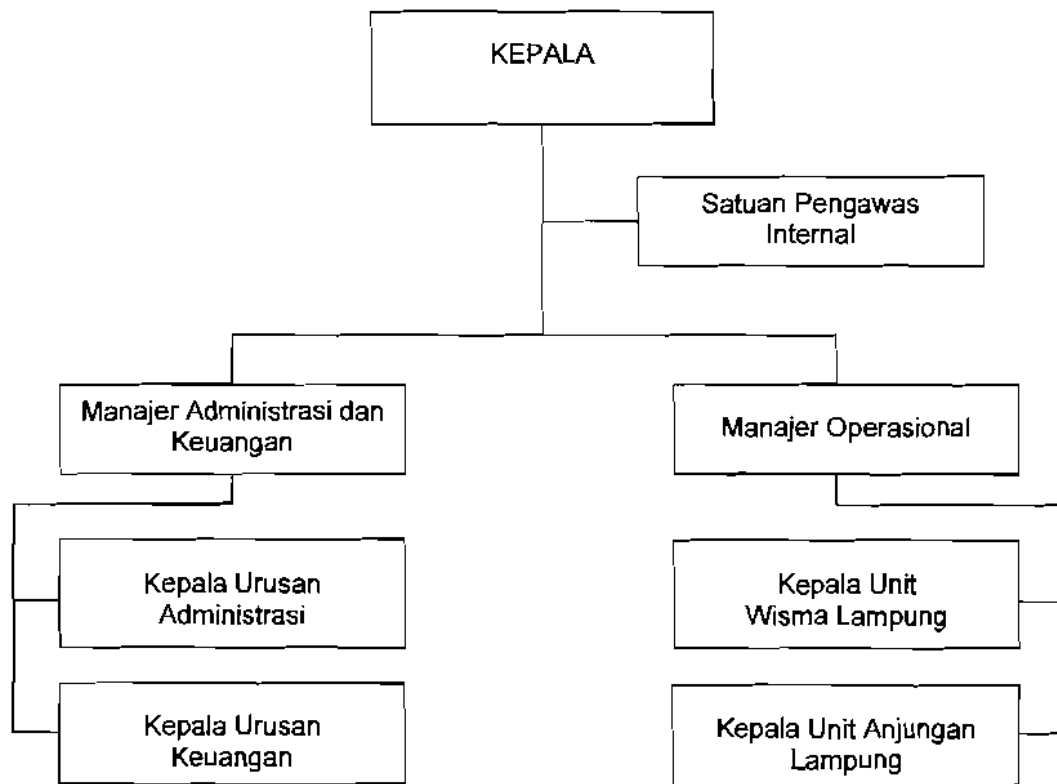 KEPALA
Satuan Pengawas
Internal
Manajer Administrasi dan
Keuangan
Manajer Operasional
Kepala Urusan
Administrasi
Kepala Unit
Wisma Lampung
Kepala Urusan
Keuangan
Kepala Unit Anjungan
Lampung